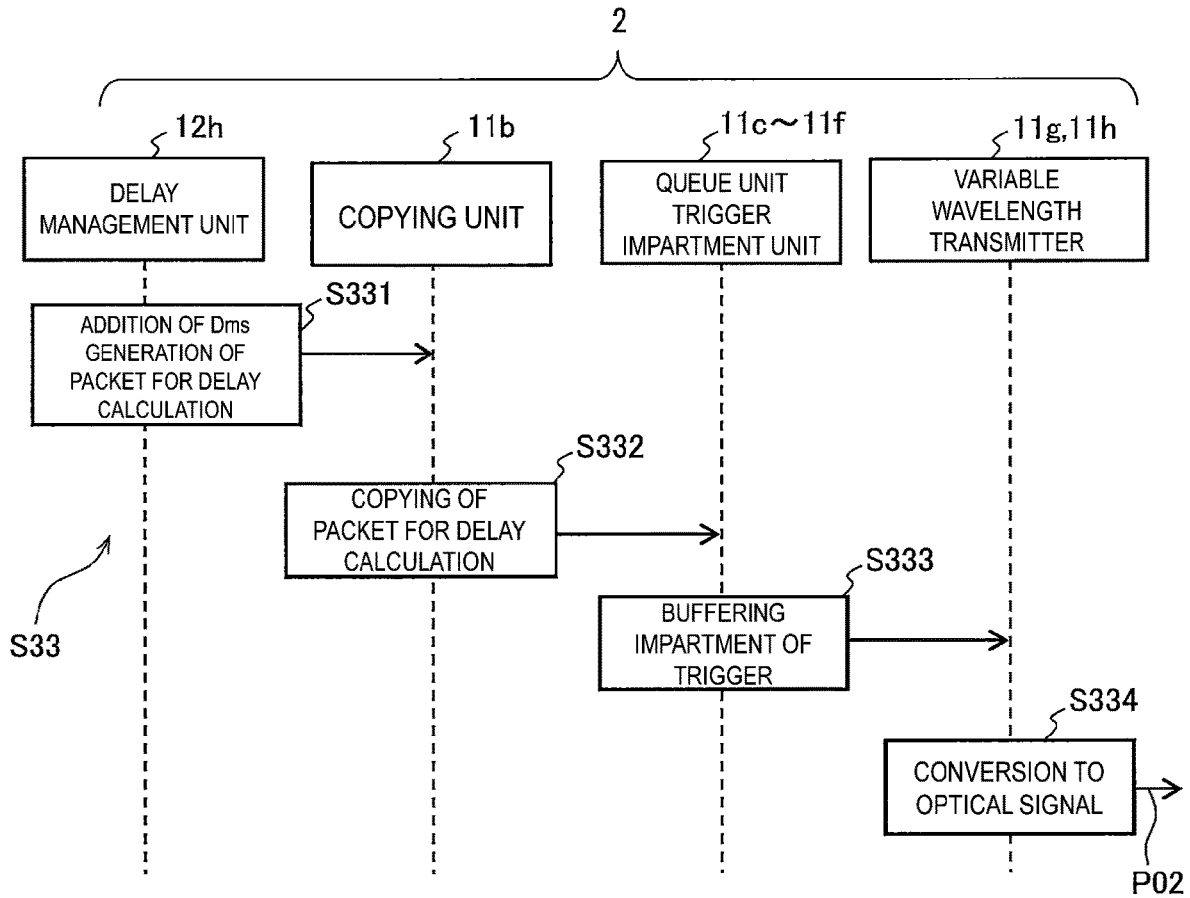 2
12h
11b
11c～11f
11g,11h
DELAY
MANAGEMENT UNIT
COPYING UNIT
QUEUE UNIT
TRIGGER
IMPARTMENT UNIT
VARIABLE
WAVELENGTH
TRANSMITTER
S331
ADDITION OF Dms
GENERATION OF
PACKET FOR DELAY
CALCULATION
S332
COPYING OF
PACKET FOR DELAY
CALCULATION
S333
BUFFERING
IMPARTMENT OF
TRIGGER
S33
S334
CONVERSION TO
OPTICAL SIGNAL
P02